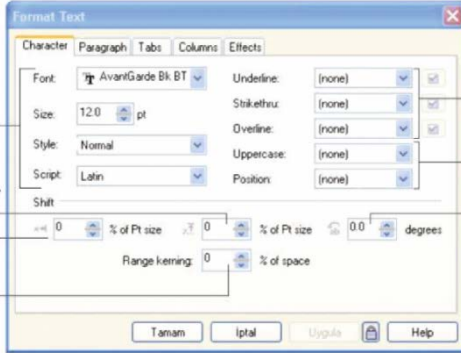 Format Text
Character Paragraph Tabs Columns Effects
Font: AvantGarde Bk BT Underline: (none)
Size: 12.0 pt Strikethru: (none)
Overline: (none)
Style: Normal Uppercase: (none)
Script: Latin Position: (none)
Shift
0 % of Pt size 0 % of Pt size 0.0 degrees
Range kerning: 0 % of space
Tamam İptal Uygula Help